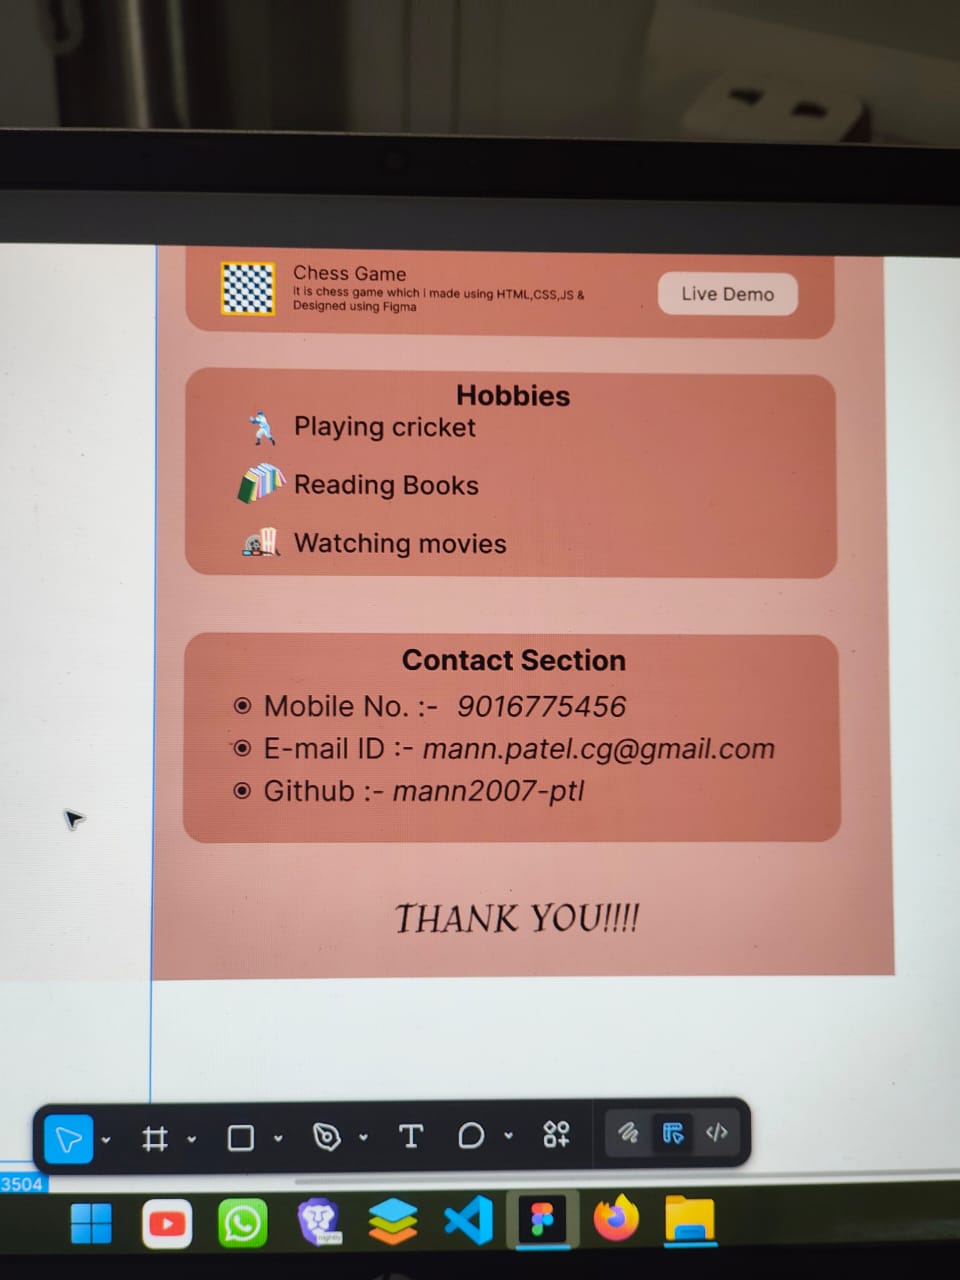 Chess Game
it is chess game which i made using HTML,CSS,JS &
Designed using Figma
Live Demo
Hobbies
Playing cricket
Reading Books
Watching movies
Contact Section
Mobile No. :- 9016775456
E-mail ID :- mann.patel.cg@gmail.com
Github :- mann2007-ptl
THANK YOU!!!!
T
3504
nightly